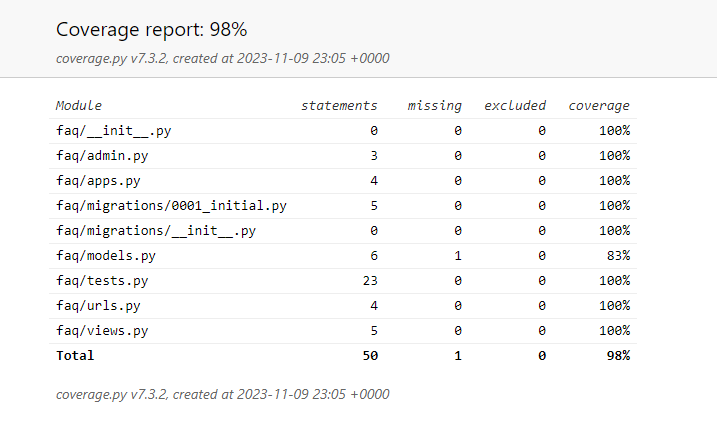 Coverage report: 98%
coverage.py v7.3.2, created at 2023-11-09 23:05 +0000
Module statements missing excluded coverage
faq/__init__.py 0 0 0 100%
faq/admin.py 3 0 0 100%
faq/apps.py 4 0 0 100%
faq/migrations/0001_initial.py 5 0 0 100%
faq/migrations/__init__.py 0 0 0 100%
faq/models.py 6 1 0 83%
faq/tests.py 23 0 0 100%
faq/urls.py 4 0 0 100%
faq/views.py 5 0 0 100%
Total 50 1 0 98%
coverage.py v7.3.2, created at 2023-11-09 23:05 +0000